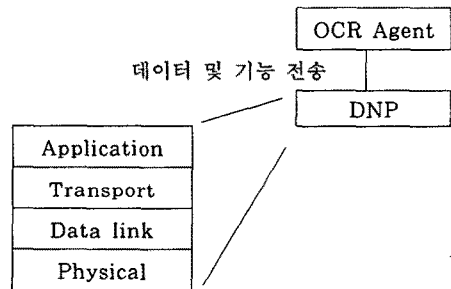 OCR Agent
데이터 및 기능 전송
DNP
Application
Transport
Data link
Physical